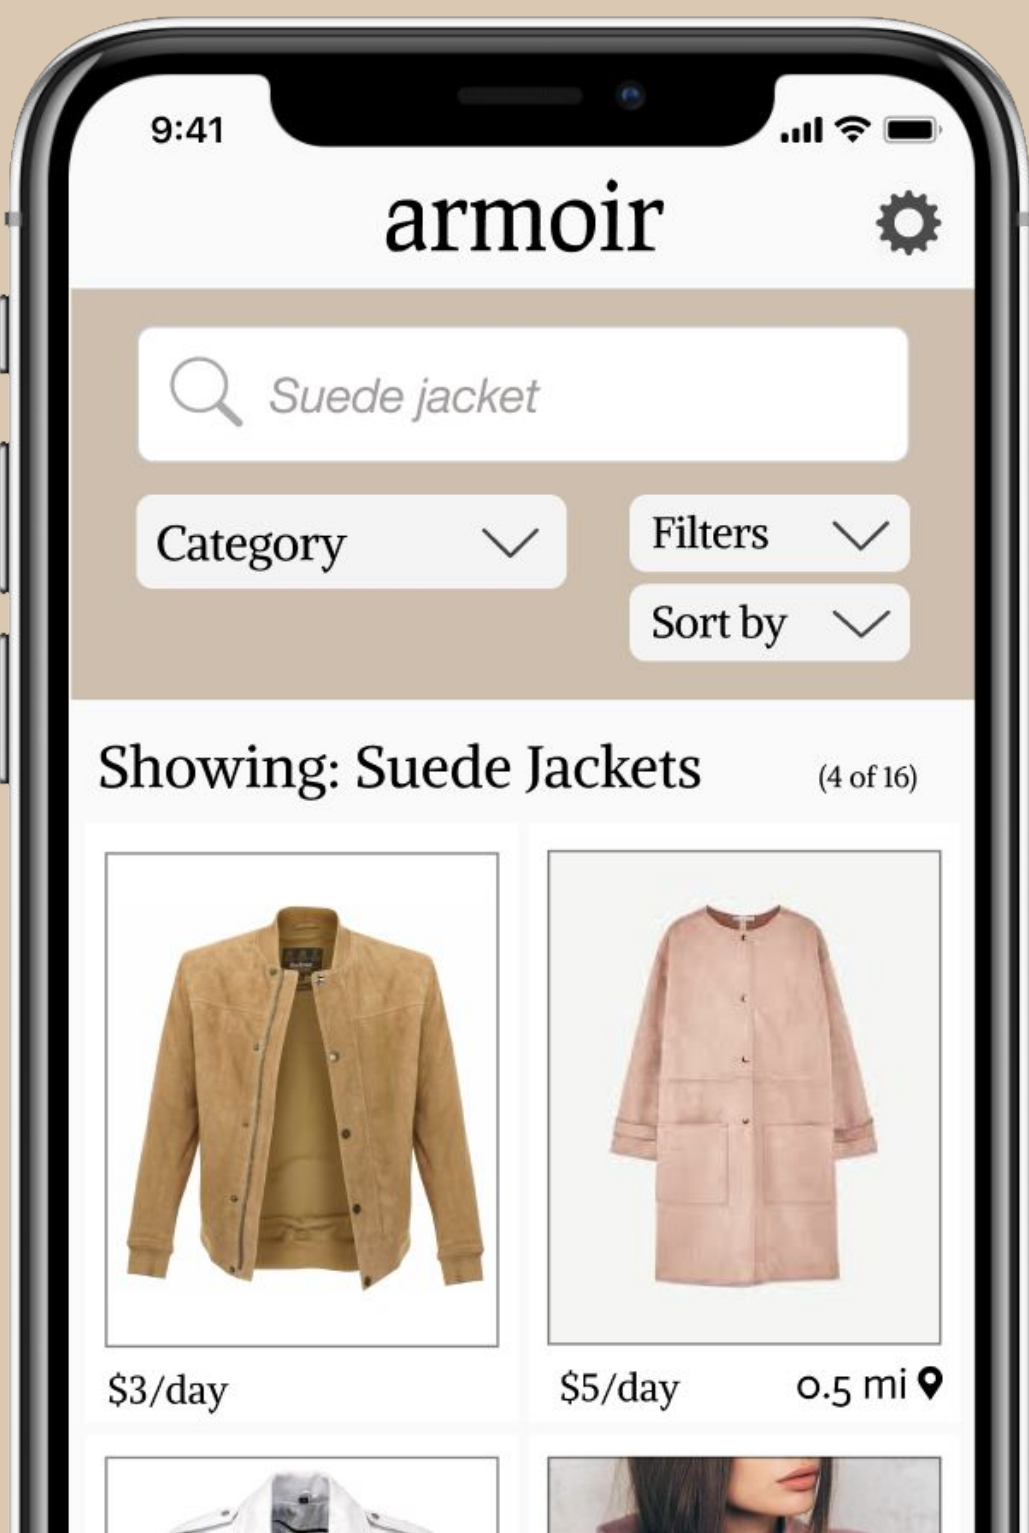 9:41
armoir
Suede jacket
Category
Filters
Sort by
Showing: Suede Jackets
(4 of 16)
$3/day
$5/day
0.5 mi